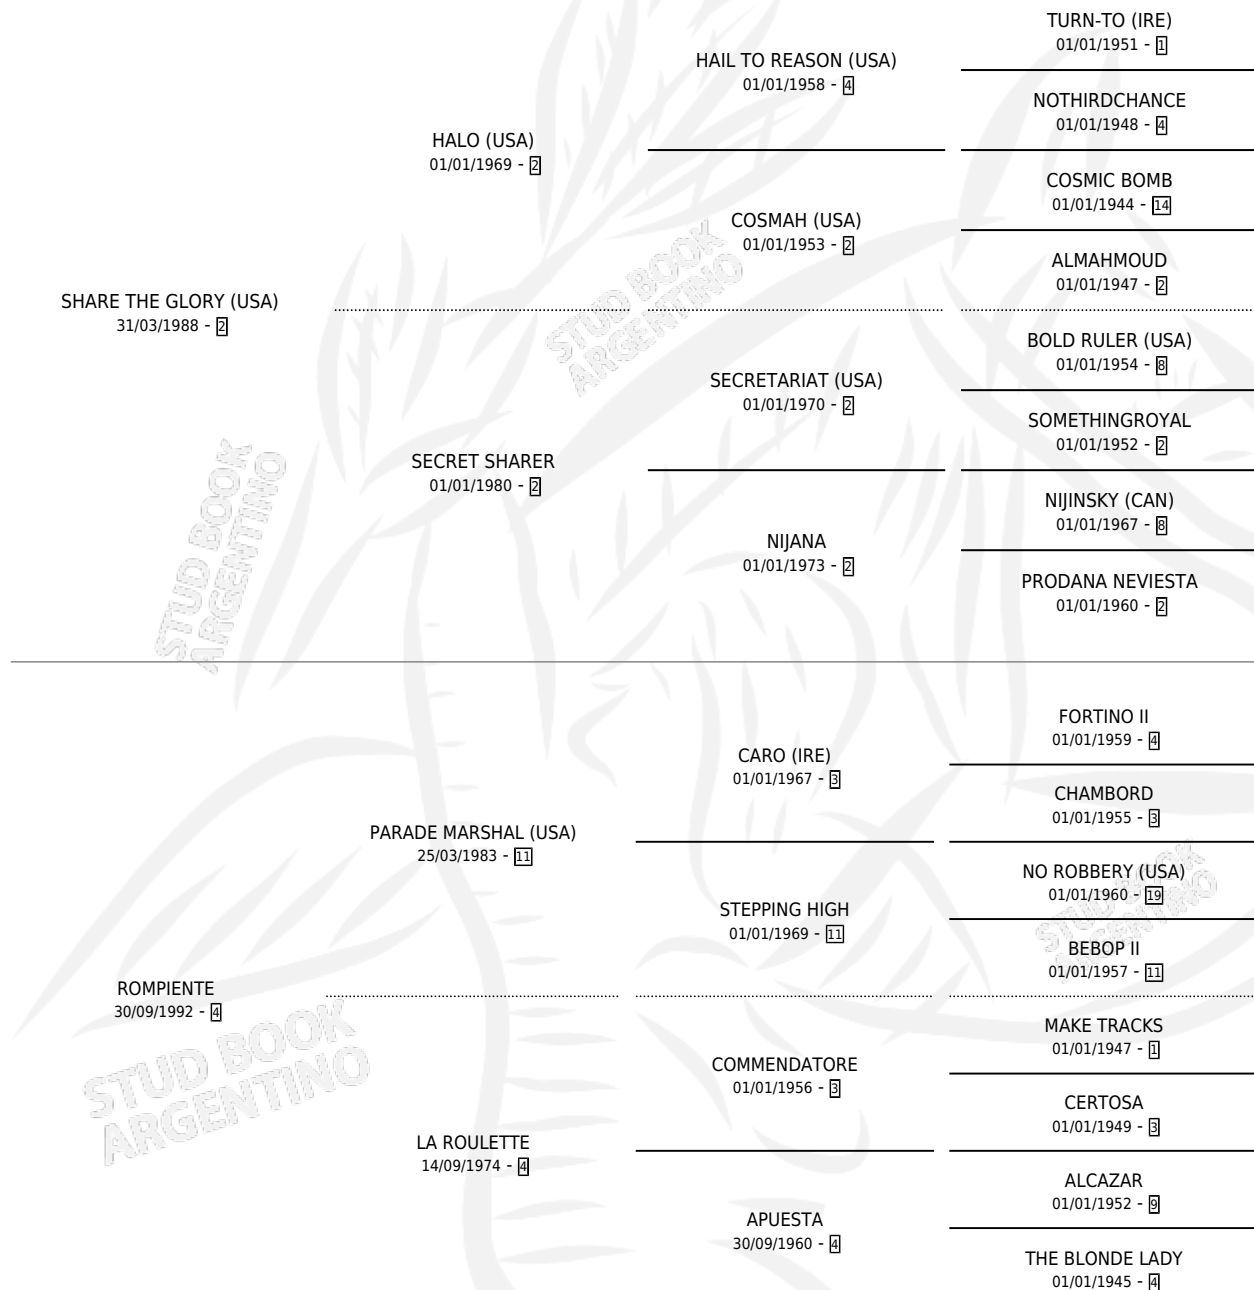 TURN-TO (IRE)
01/01/1951 - 1
HAIL TO REASON (USA)
01/01/1958 - 4
NOTHIRDCHANCE
01/01/1948 - 4
HALO (USA)
01/01/1969 - 2
COSMIC BOMB
01/01/1944 - 14
COSMAH (USA)
01/01/1953 - 2
ALMAHMOUD
01/01/1947 - 2
SHARE THE GLORY (USA)
31/03/1988 - 2
STUD BOOK
ARGENTINO
BOLD RULER (USA)
01/01/1954 - 8
SECRETARIAT (USA)
01/01/1970 - 2
SOMETHINGROYAL
01/01/1952 - 2
SECRET SHARER
01/01/1980 - 2
NIJINSKY (CAN)
01/01/1967 - 8
NIJANA
01/01/1973 - 2
PRODANA NEVIESTA
01/01/1960 - 2
STUD BOOK
ARGENTINO
FORTINO II
01/01/1959 - 4
CARO (IRE)
01/01/1967 - 3
CHAMBORD
01/01/1955 - 3
PARADE MARSHAL (USA)
25/03/1983 - 11
NO ROBBERY (USA)
01/01/1960 - 19
STEPPING HIGH
01/01/1969 - 11
STUD BOOK
ARGENTINO
BEBOP II
01/01/1957 - 11
ROMPIENTE
30/09/1992 - 4
MAKE TRACKS
01/01/1947 - 1
COMMENDATORE
01/01/1956 - 3
STUD BOOK
ARGENTINO
CERTOSA
01/01/1949 - 3
LA ROULETTE
14/09/1974 - 4
ALCAZAR
01/01/1952 - 9
APUESTA
30/09/1960 - 4
THE BLONDE LADY
01/01/1945 - 4